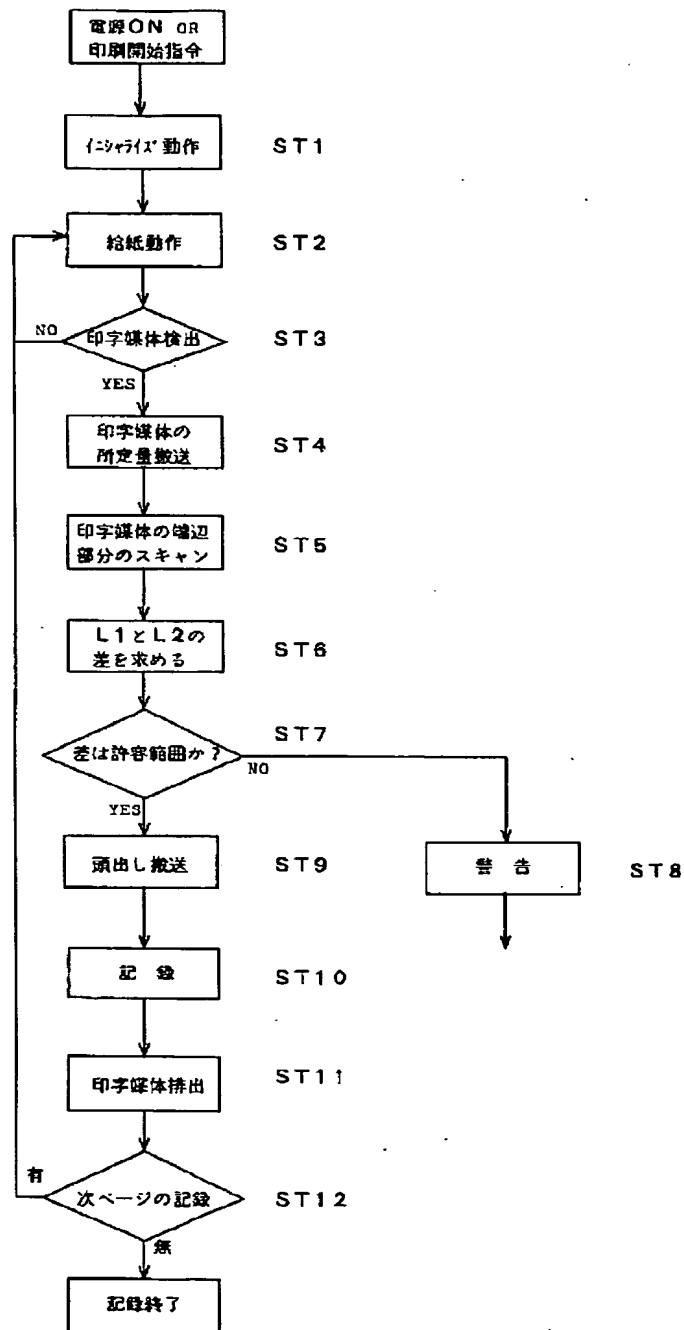 電源ON OR
印刷開始指令
イニシャライズ動作
ST1
給紙動作
ST2
NO
印字媒体検出
ST3
YES
印字媒体の
所定量搬送
ST4
印字媒体の端辺
部分のスキャン
ST5
L1とL2の
差を求める
ST6
ST7
差は許容範囲か?
NO
YES
頭出し搬送
ST9
警告
ST8
記録
ST10
印字媒体排出
ST11
有
次ページの記録
ST12
無
記録終了